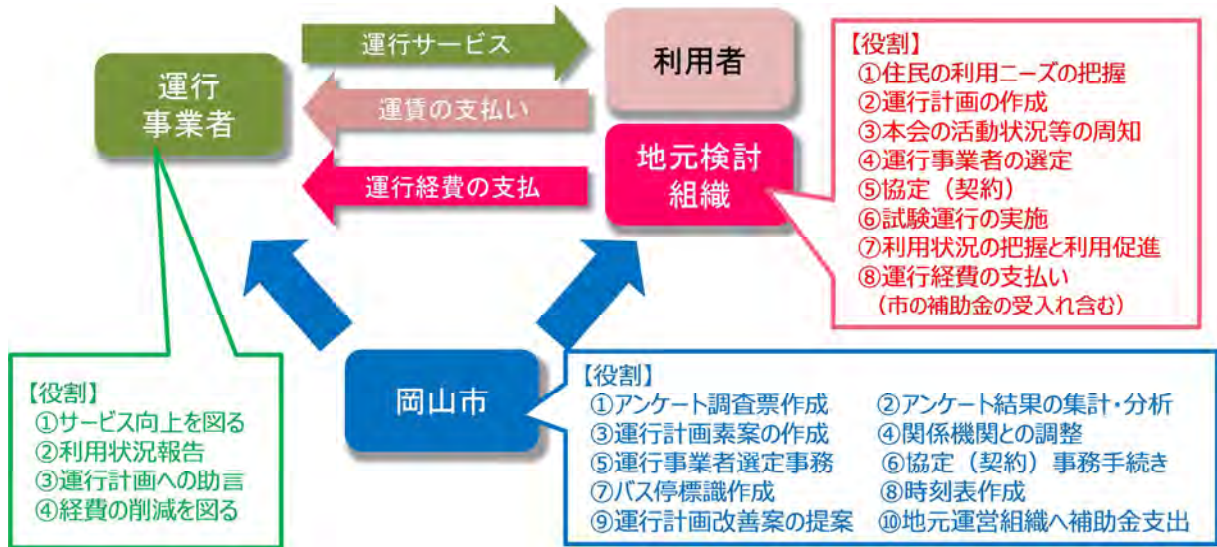 運行
事業者
運行サービス
運賃の支払い
運行経費の支払
利用者
地元検討
組織
【役割】
①住民の利用ニーズの把握
②運行計画の作成
③本会の活動状況等の周知
④運行事業者の選定
⑤協定（契約）
⑥試験運行の実施
⑦利用状況の把握と利用促進
⑧運行経費の支払い
（市の補助金の受入れ含む）
【役割】
①サービス向上を図る
②利用状況報告
③運行計画への助言
④経費の削減を図る
岡山市
【役割】
①アンケート調査票作成 ②アンケート結果の集計・分析
③運行計画素案の作成 ④関係機関との調整
⑤運行事業者選定事務 ⑥協定（契約）事務手続き
⑦バス停標識作成 ⑧時刻表作成
⑨運行計画改善案の提案 ⑩地元運営組織へ補助金支出